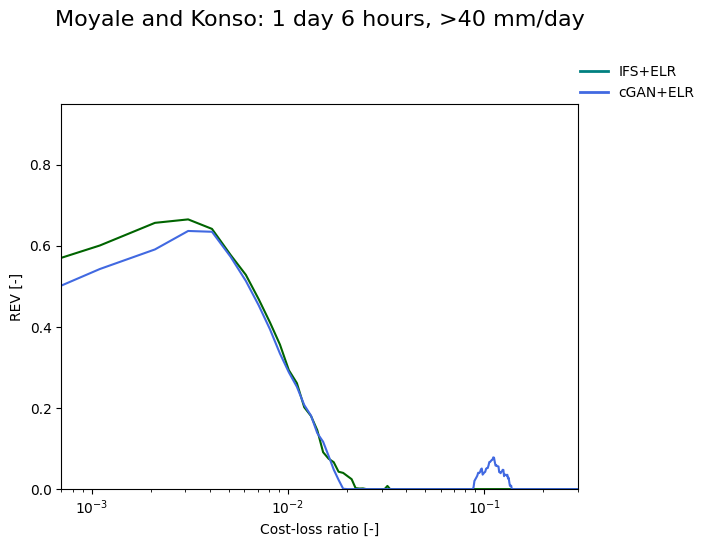 Moyale and Konso: 1 day 6 hours, >40 mm/day
IFS+ELR
cGAN+ELR
0.8
0.6
0.4
0.2
0.0
REV [-]
10⁻³
10⁻²
10⁻¹
Cost-loss ratio [-]